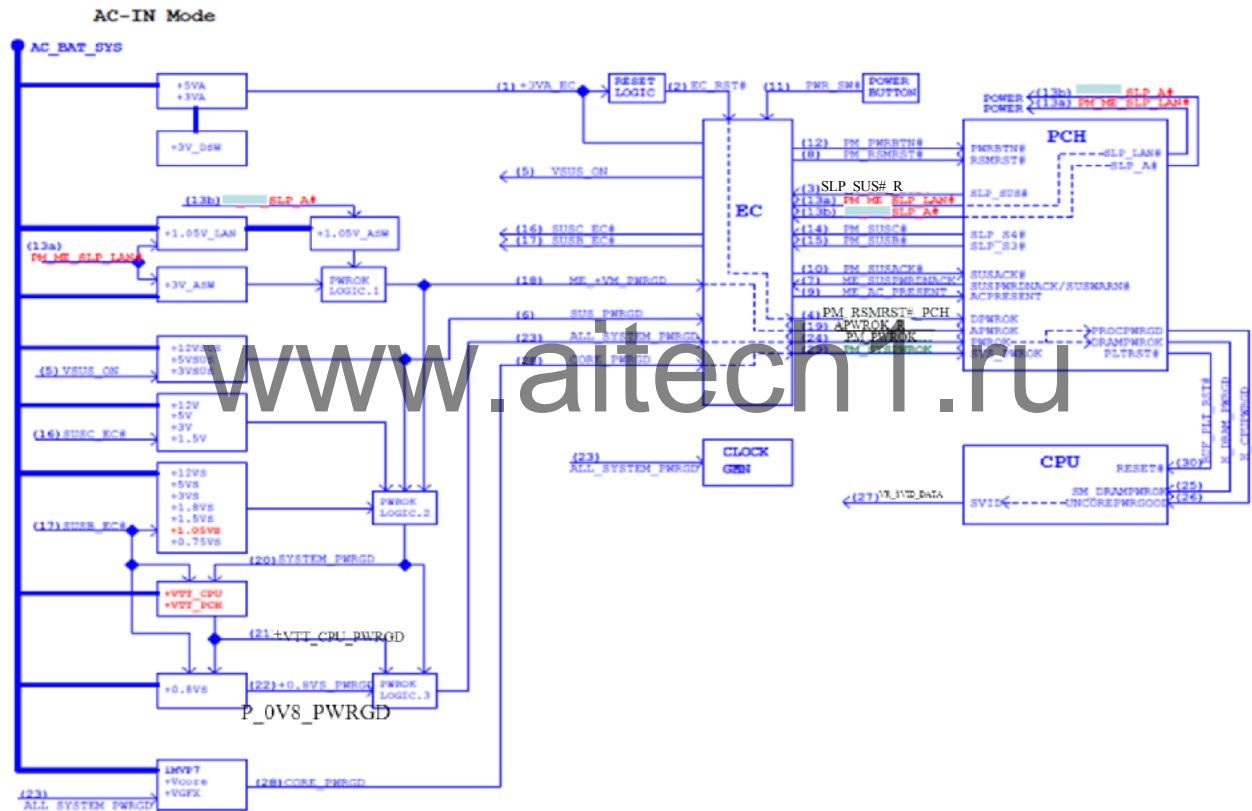 AC-IN Mode
AC_BAT_SYS
+5VA
+3VA
+3V_DSW
(1) +3VA_EC
RESET
LOGIC
(2) EC_RST#
(11) PWR_SW#
POWER
BUTTON
POWER
POWER
(13b) SLP_A#
(13a) PM_ME_SLP_LAN#
PCH
SLP_LAN#
SLP_A#
(12) PM_PWRBTN#
PWRBTN#
(8) PM_RSMRST#
RSMRST#
(5) VSUS_ON
EC
(3) SLP_SUS#_R
SLP_SUS#
(13a) PM_ME_SLP_LAN#
(13b) SLP_A#
(13b) SLP_A#
+1.05V_LAN
+1.05V_ASW
(16) SUSC_EC#
(17) SUSB_EC#
(14) PM_SUSC#
SLP_S4#
(15) PM_SUSB#
SLP_S3#
(13a)
PM_ME_SLP_LAN#
+3V_ASW
PWROK
LOGIC.1
(18) ME_+VM_PWRGD
(10) PM_SUSACK#
SUSACK#
(7) ME_SUSPWRDNACK
SUSPWRDNACK/SUSWARN#
(9) ME_AC_PRESENT
ACPRESENT
(6) SUS_PWRGD
(4) PM_RSMRST#_PCH
DPWROK
(19) APWROK_R
APWROK
PROCPWRGD
(23) ALL_SYSTEM_PWRGD
(24) PM_PWROK
PWROK
DRAMPWROK
(28) CORE_PWRGD
(29)
SYS_PWROK
PLTRST#
+12VSUS
+5VSUS
+3VSUS
(5) VSUS_ON
www.aitech1.ru
+12V
+5V
+3V
+1.5V
(16) SUSC_EC#
BUF_PLT_RST#
H_DRAM_PWRGD
H_CPUPWRGD
(23)
ALL_SYSTEM_PWRGD
CLOCK
GEN
CPU
RESET#
(30)
(25)
SM_DRAMPWROK
(26)
UNCOREPWRGOOD
SVID
(27) VR_SVID_DATA
+12VS
+5VS
+3VS
+1.8VS
+1.5VS
+1.05VS
+0.75VS
(17) SUSB_EC#
PWROK
LOGIC.2
(20) SYSTEM_PWRGD
+VTT_CPU
+VTT_PCH
(21) +VTT_CPU_PWRGD
+0.8VS
(22) +0.8VS_PWRGD
PWROK
LOGIC.3
P_0V8_PWRGD
iMVP7
+Vcore
+VGFX
(28) CORE_PWRGD
(23)
ALL_SYSTEM_PWRGD